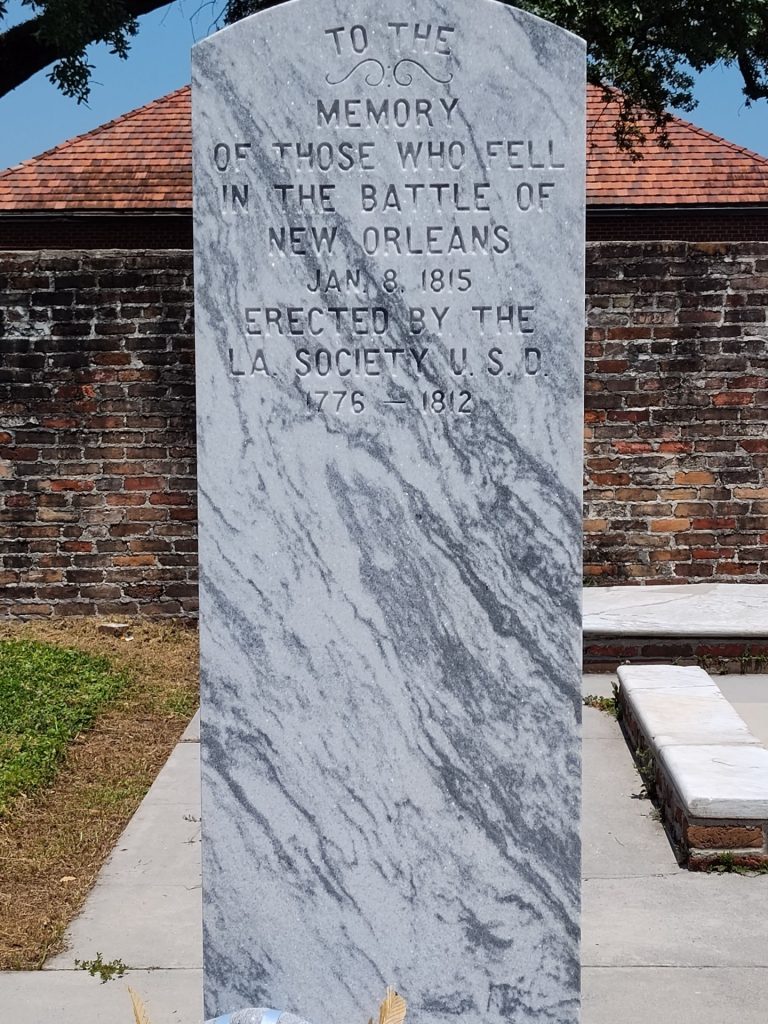 TO THE
MEMORY
OF THOSE WHO FELL
IN THE BATTLE OF
NEW ORLEANS
JAN. 8, 1815
ERECTED BY THE
LA. SOCIETY U. S. D.
1776 — 1812